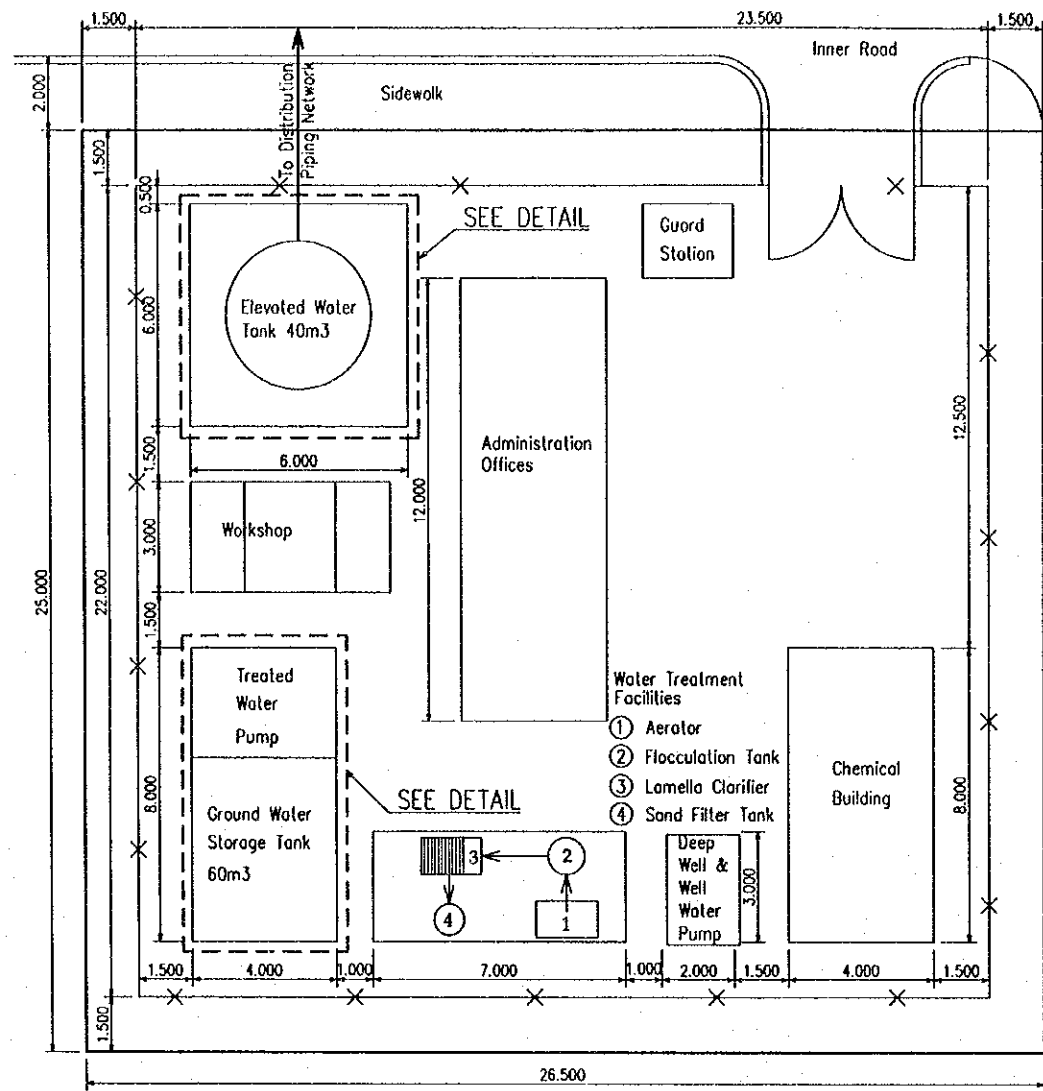 1.500
23.500
1.500
Inner Road
2.000
Sidewolk
To Distribution
Piping Network
1.500
0.500
SEE DETAIL
Guord
Station
Elevated Water
Tank 40m3
6.000
12.500
Administration
Offices
1.500
6.000
12.000
Workshop
3.000
25.000
22.000
1.500
Treated
Water
Pump
Water Treatment
Facilities
1 Aerator
2 Flocculation Tank
3 Lamella Clarifier
4 Sand Filter Tank
Chemical
Building
8.000
SEE DETAIL
Ground Water
Storage Tank
60m3
8.000
3
2
4
1
Deep
Well &
Well
Water
Pump
3.000
1.500
4.000
1.000
7.000
1.000
2.000
1.500
4.000
1.500
1.500
26.500